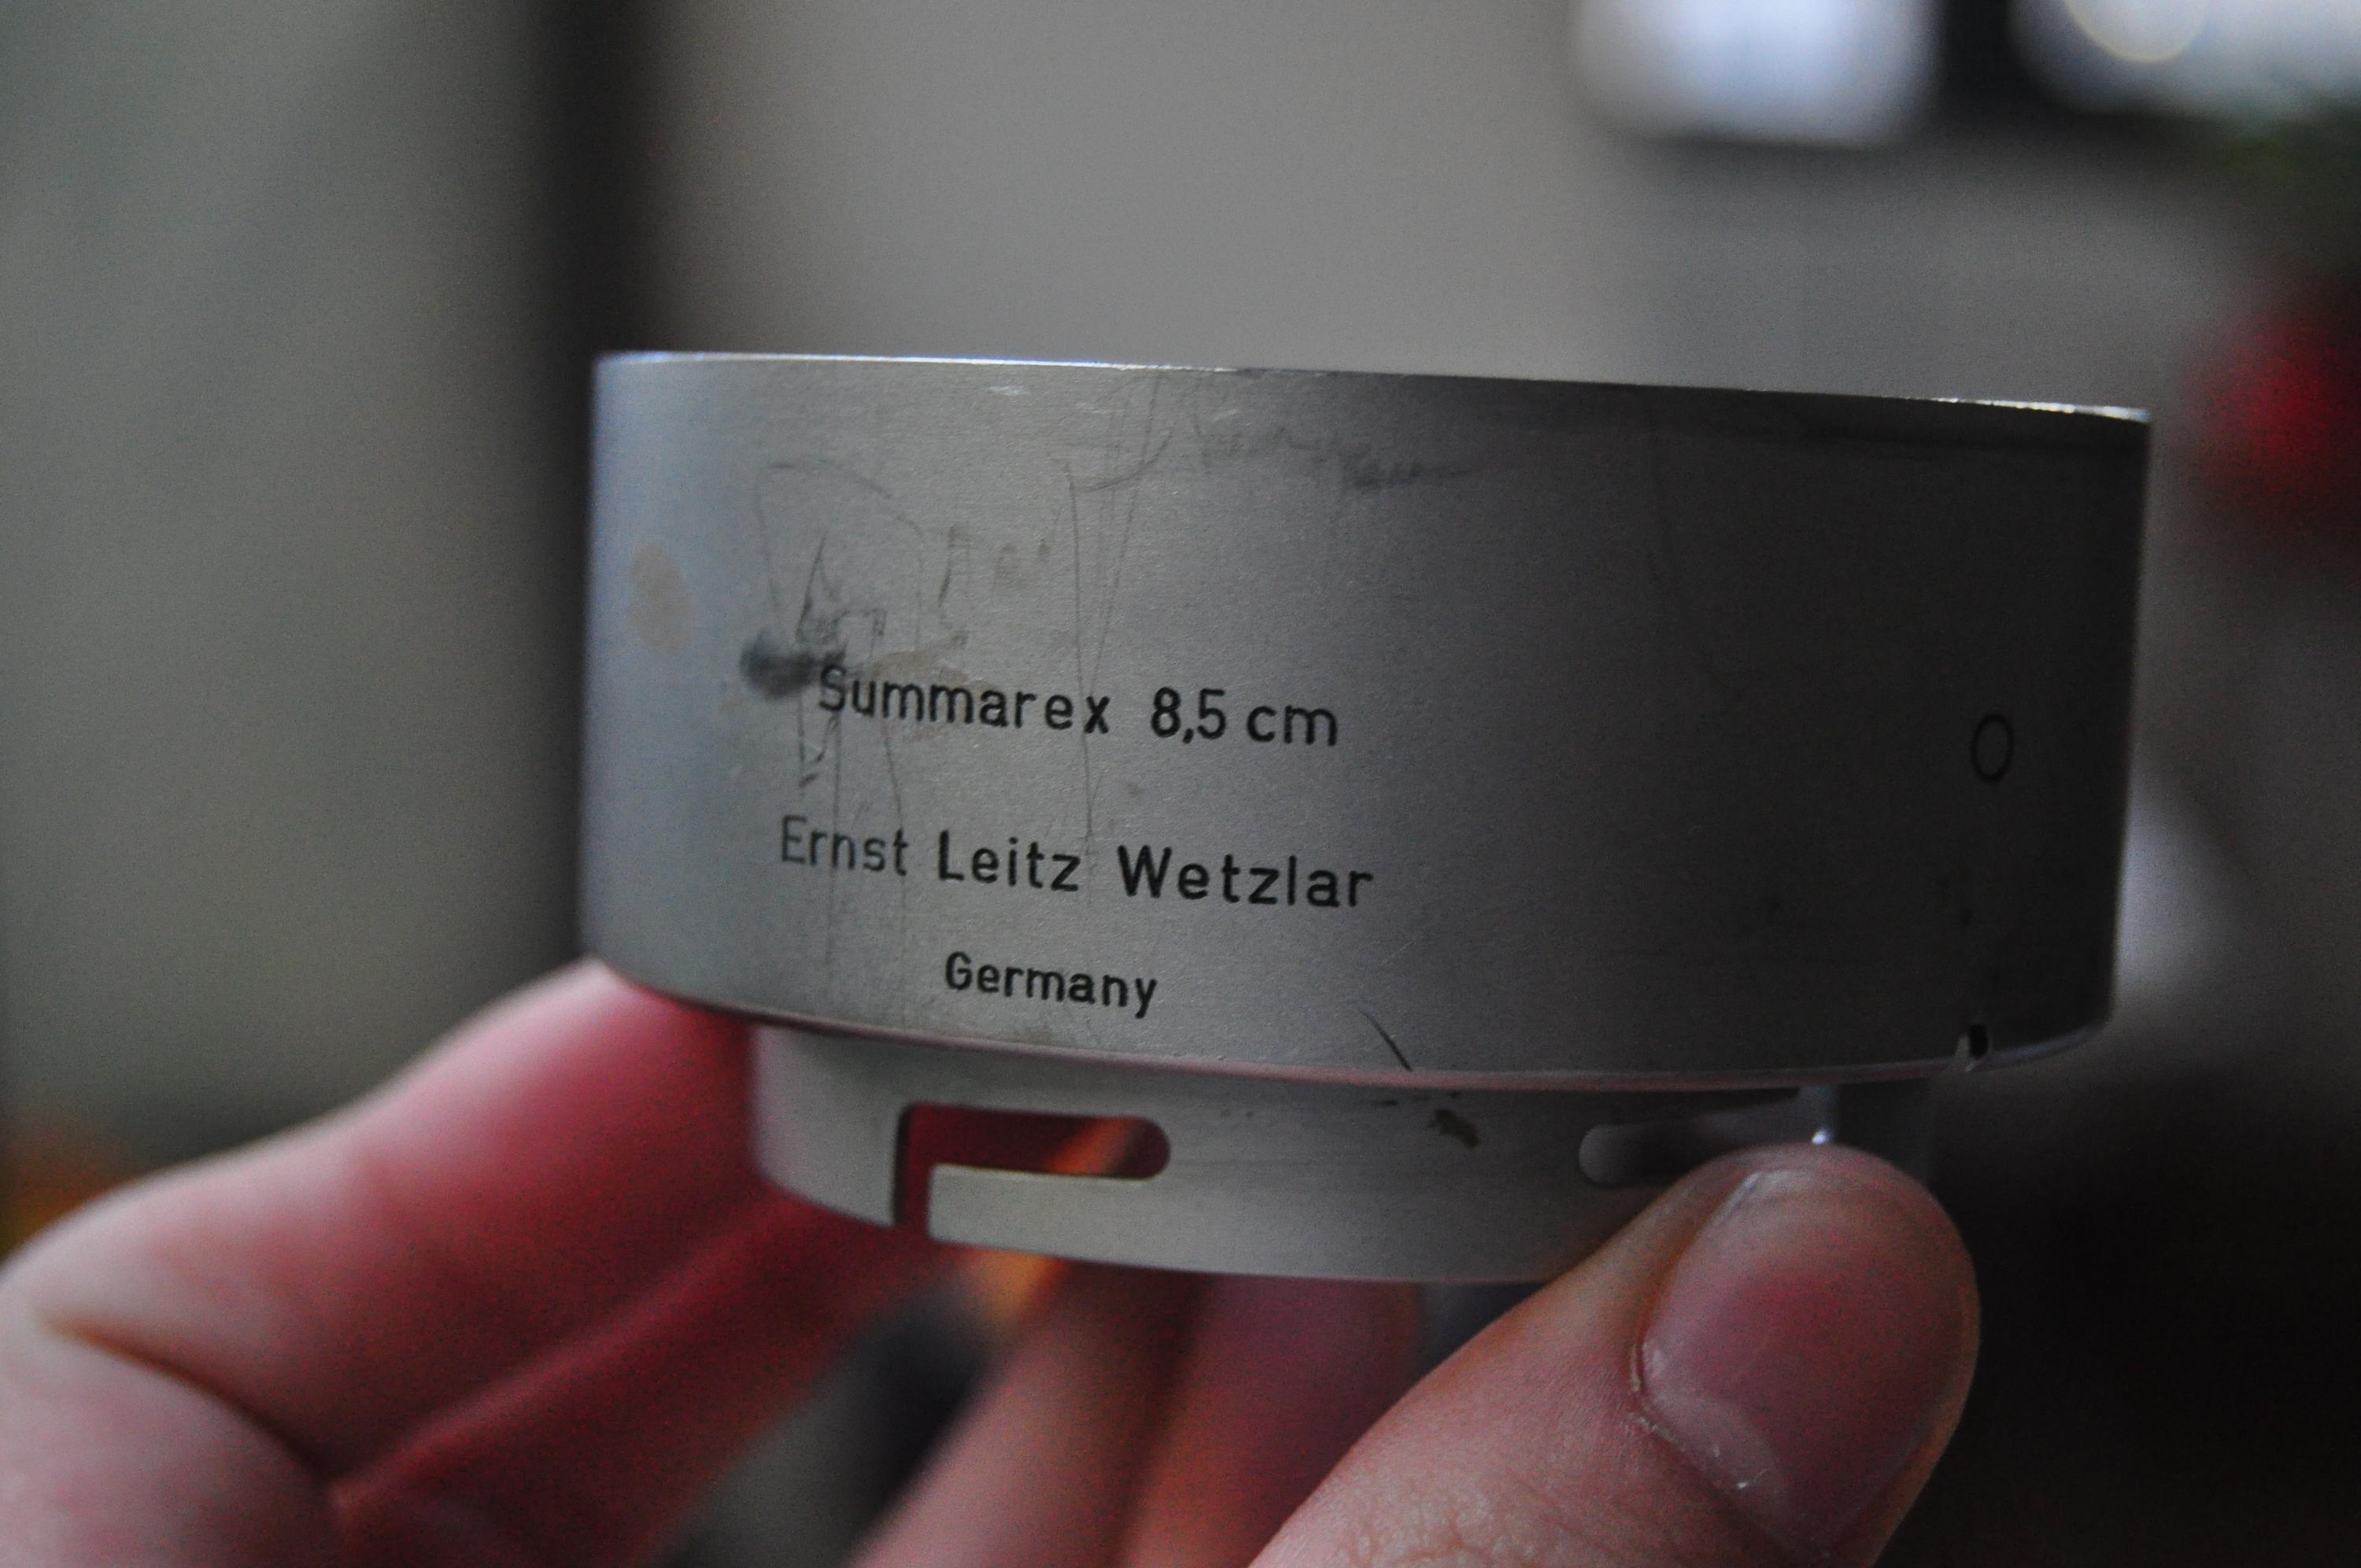 Summarex 8,5 cm
Ernst Leitz Wetzlar
Germany